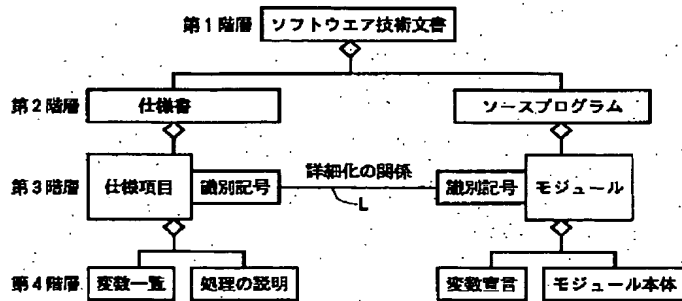 第1階層 ソフトウエア技術文書
第2階層 仕様書 ソースプログラム
第3階層 仕様項目 識別記号 詳細化の関係 L 識別記号 モジュール
第4階層 変数一覧 処理の説明 変数宣言 モジュール本体